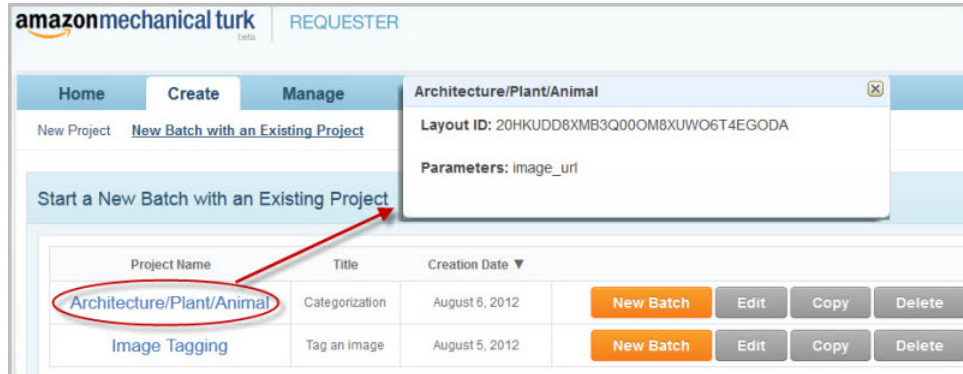 amazonmechanical turk
beta
REQUESTER
Home Create Manage
New Project New Batch with an Existing Project
Architecture/Plant/Animal
Layout ID: 20HKUDD8XMB3Q00OM8XUWO6T4EGODA
Parameters: image_url
Start a New Batch with an Existing Project
Project Name Title Creation Date ▼
Architecture/Plant/Animal Categorization August 6, 2012 New Batch Edit Copy Delete
Image Tagging Tag an image August 5, 2012 New Batch Edit Copy Delete